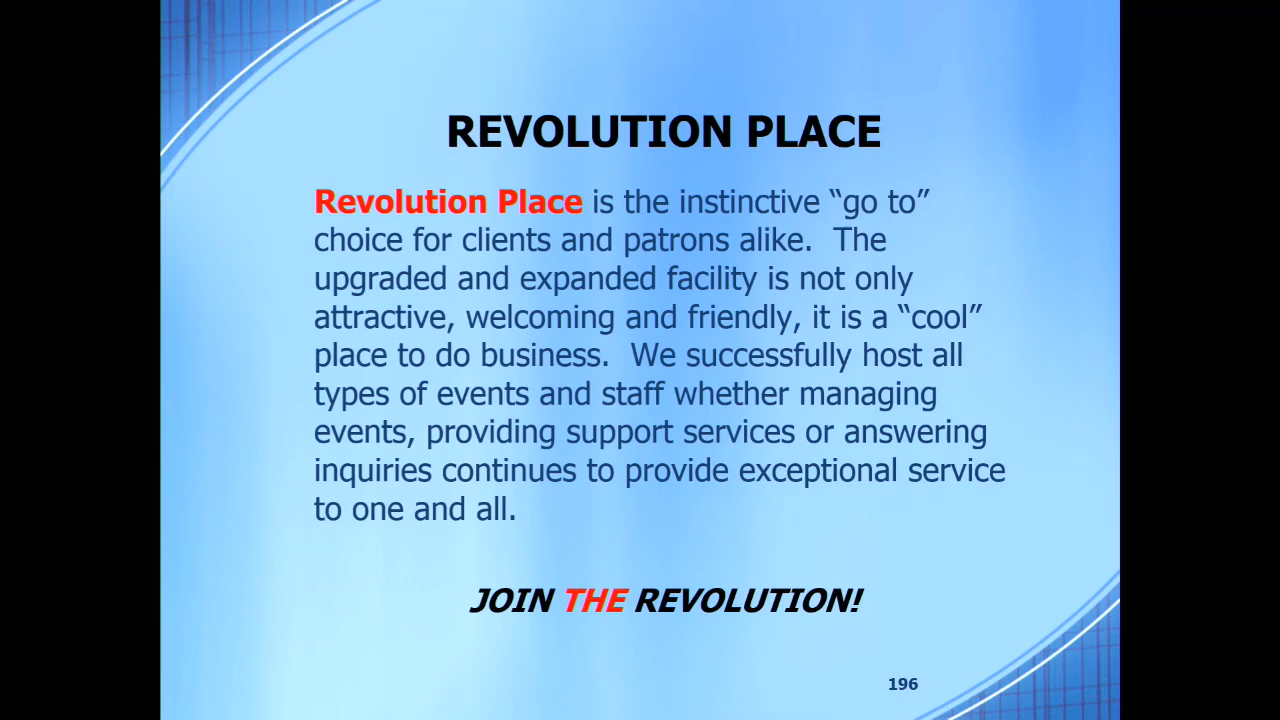 REVOLUTION PLACE
Revolution Place is the instinctive “go to”
choice for clients and patrons alike.  The
upgraded and expanded facility is not only
attractive, welcoming and friendly, it is a “cool”
place to do business.  We successfully host all
types of events and staff whether managing
events, providing support services or answering
inquiries continues to provide exceptional service
to one and all.
JOIN THE REVOLUTION!
196